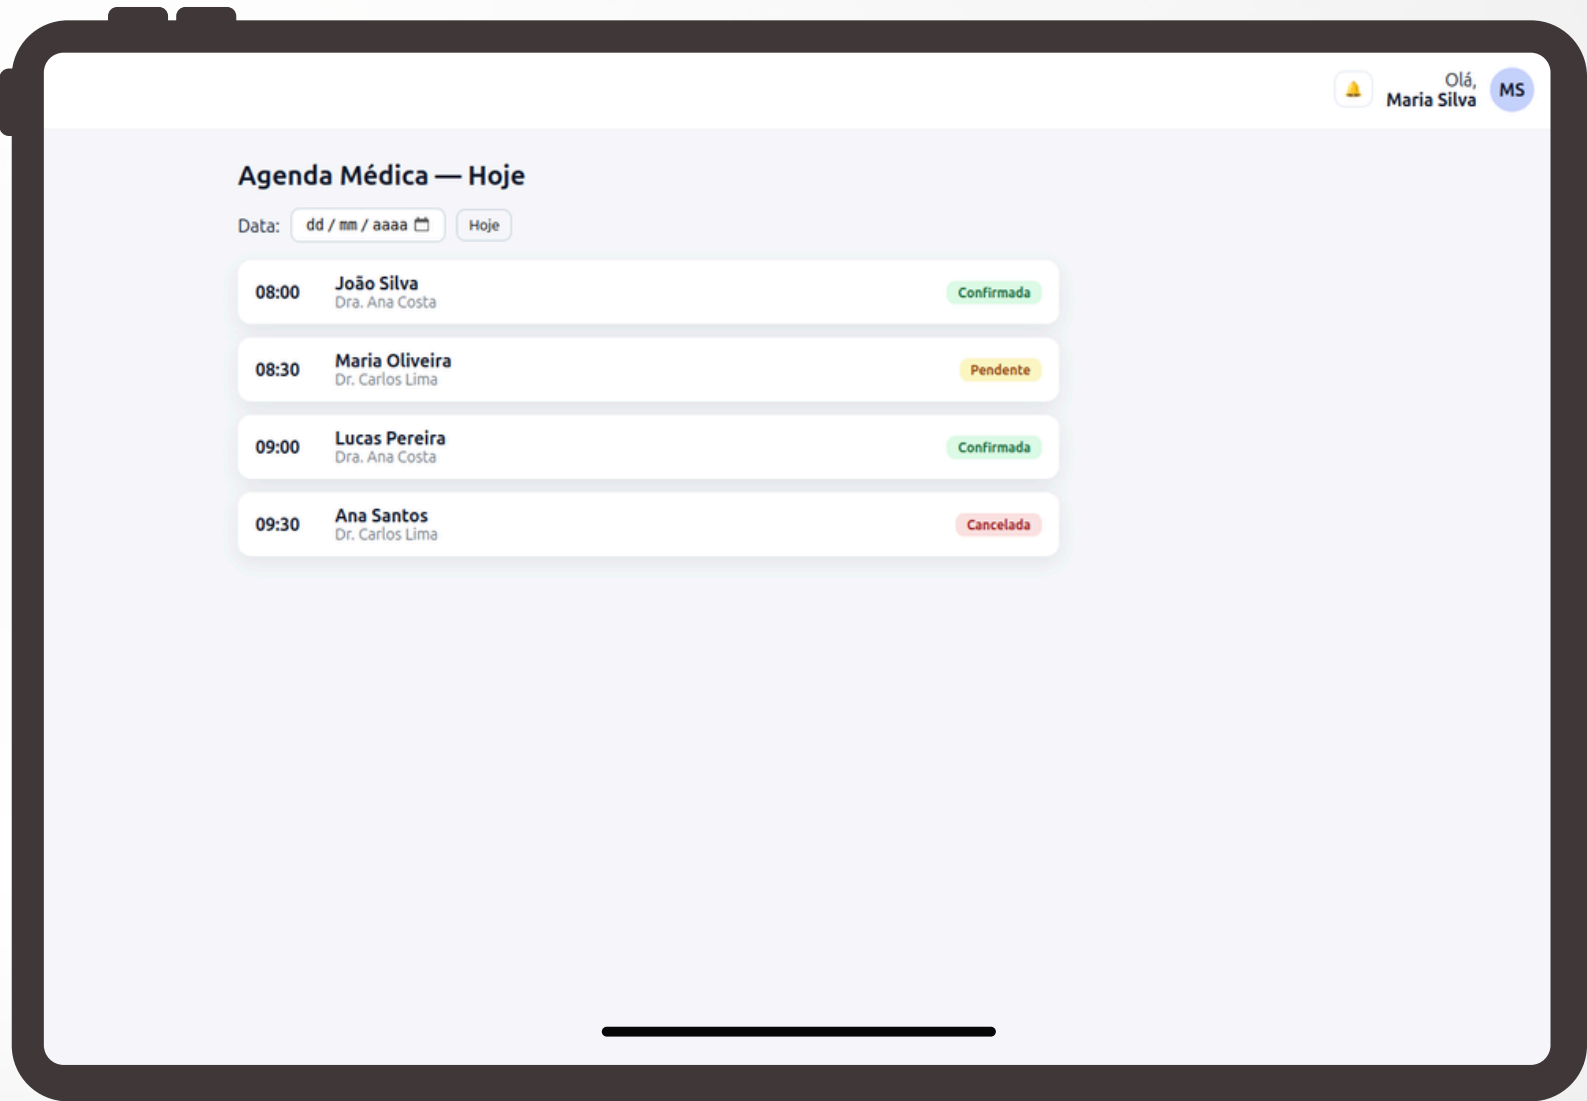 Olá,
Maria Silva
MS
Agenda Médica — Hoje
Data: dd / mm / aaaa Hoje
08:00 João Silva Confirmada
Dra. Ana Costa
08:30 Maria Oliveira Pendente
Dr. Carlos Lima
09:00 Lucas Pereira Confirmada
Dra. Ana Costa
09:30 Ana Santos Cancelada
Dr. Carlos Lima